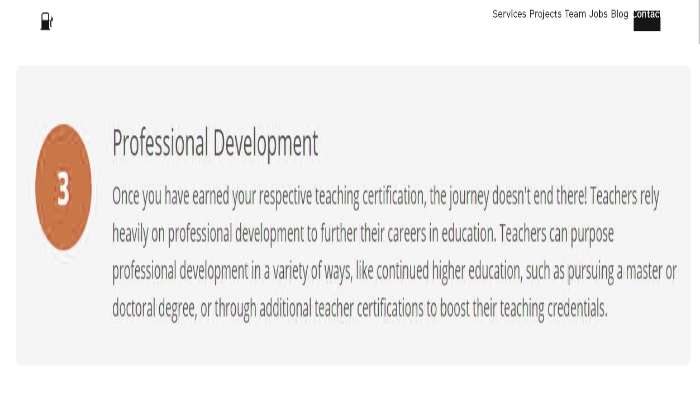 Services Projects Team Jobs Blog Contact
3
Professional Development
Once you have earned your respective teaching certification, the journey doesn't end there! Teachers rely
heavily on professional development to further their careers in education. Teachers can purpose
professional development in a variety of ways, like continued higher education, such as pursuing a master or
doctoral degree, or through additional teacher certifications to boost their teaching credentials.